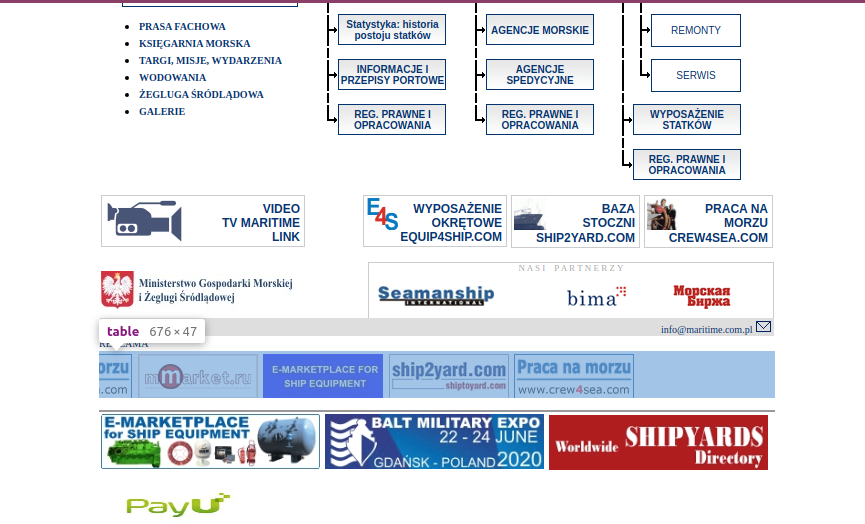 PRASA FACHOWA
KSIĘGARNIA MORSKA
TARGI, MISJE, WYDARZENIA
WODOWANIA
ŻEGLUGA ŚRÓDLĄDOWA
GALERIE
Statystyka: historia
postoju statków
INFORMACJE I
PRZEPISY PORTOWE
REG. PRAWNE I
OPRACOWANIA
AGENCJE MORSKIE
AGENCJE
SPEDYCYJNE
REG. PRAWNE I
OPRACOWANIA
REMONTY
SERWIS
WYPOSAŻENIE
STATKÓW
REG. PRAWNE I
OPRACOWANIA
VIDEO
TV MARITIME
LINK
E4S
WYPOSAŻENIE
OKRĘTOWE
EQUIP4SHIP.COM
BAZA
STOCZNI
SHIP2YARD.COM
PRACA NA
MORZU
CREW4SEA.COM
Ministerstwo Gospodarki Morskiej
i Żeglugi Śródlądowej
NASI PARTNERZY
Seamanship
INTERNATIONAL
bima
Морская
Биржа
info@maritime.com.pl
table 676 × 47
orzu
.com
mmarket.ru
E-MARKETPLACE FOR
SHIP EQUIPMENT
ship2yard.com
shiptoyard.com
Praca na morzu
www.crew4sea.com
E-MARKETPLACE
for SHIP EQUIPMENT
BALT MILITARY EXPO
22 - 24 JUNE
GDAŃSK - POLAND 2020
Worldwide SHIPYARDS
Directory
PayU